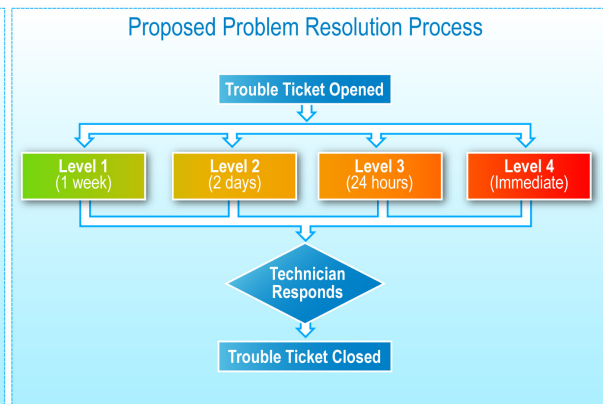 Proposed Problem Resolution Process
Trouble Ticket Opened
Level 1
(1 week)
Level 2
(2 days)
Level 3
(24 hours)
Level 4
(Immediate)
Technician
Responds
Trouble Ticket Closed